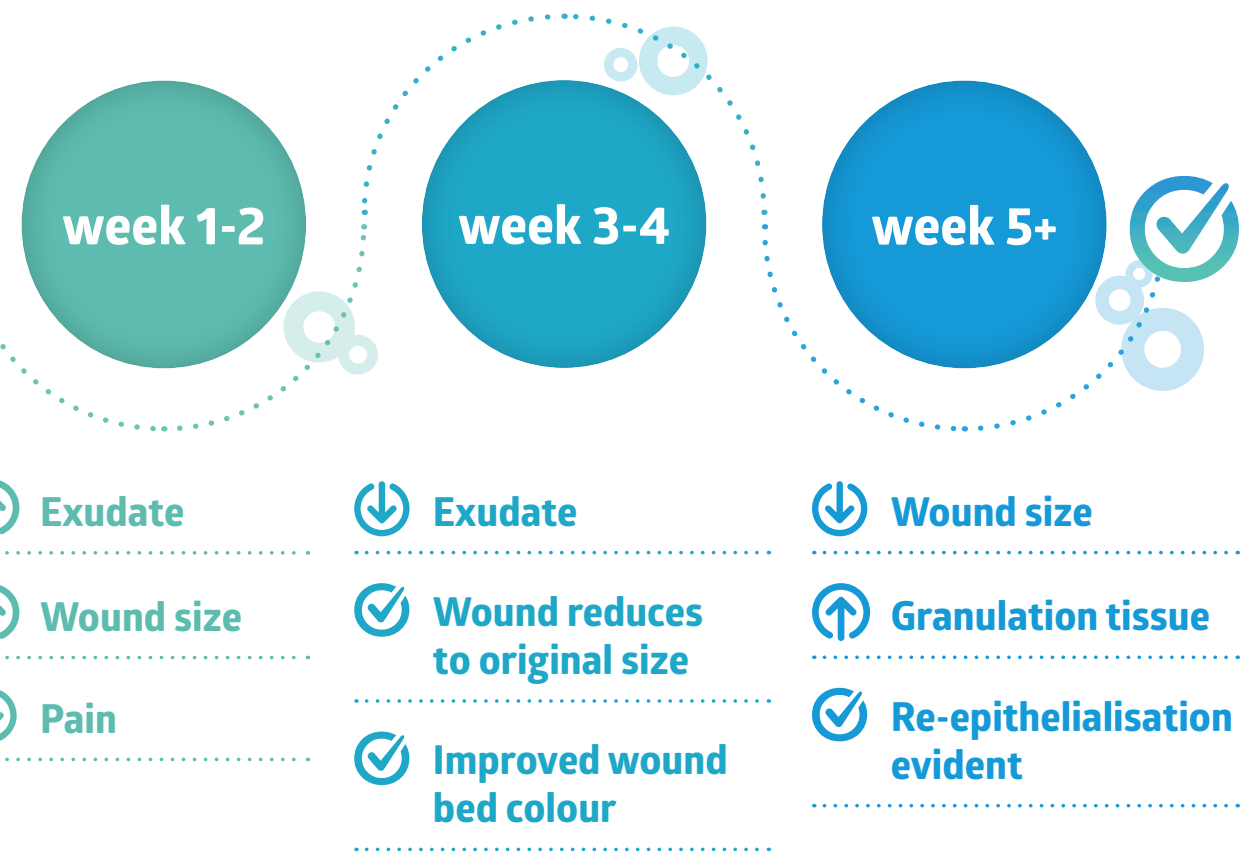 week 1-2
week 3-4
week 5+
Exudate
Wound size
Pain
Exudate
Wound reduces
to original size
Improved wound
bed colour
Wound size
Granulation tissue
Re-epithelialisation
evident